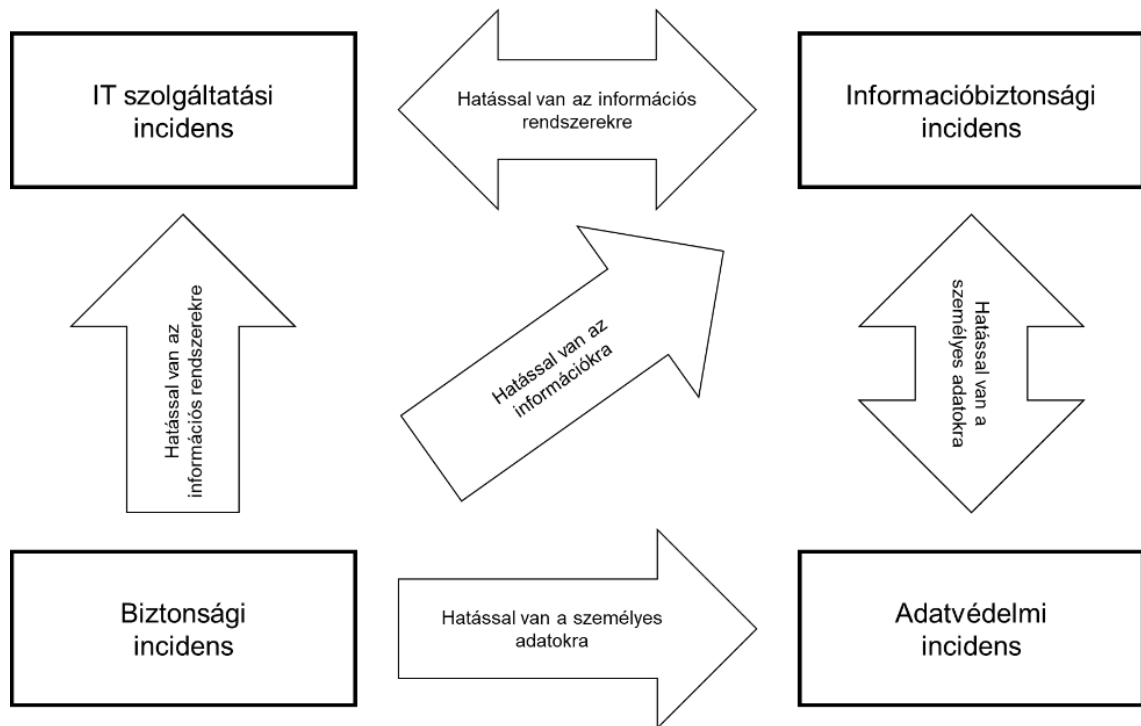 IT szolgáltatási
incidens
Hatással van az információs
rendszerekre
Informacióbiztonsági
incidens
Hatással van az
információs rendszerekre
Hatással van az
információkra
Hatással van a
személyes adatokra
Biztonsági
incidens
Hatással van a személyes
adatokra
Adatvédelmi
incidens